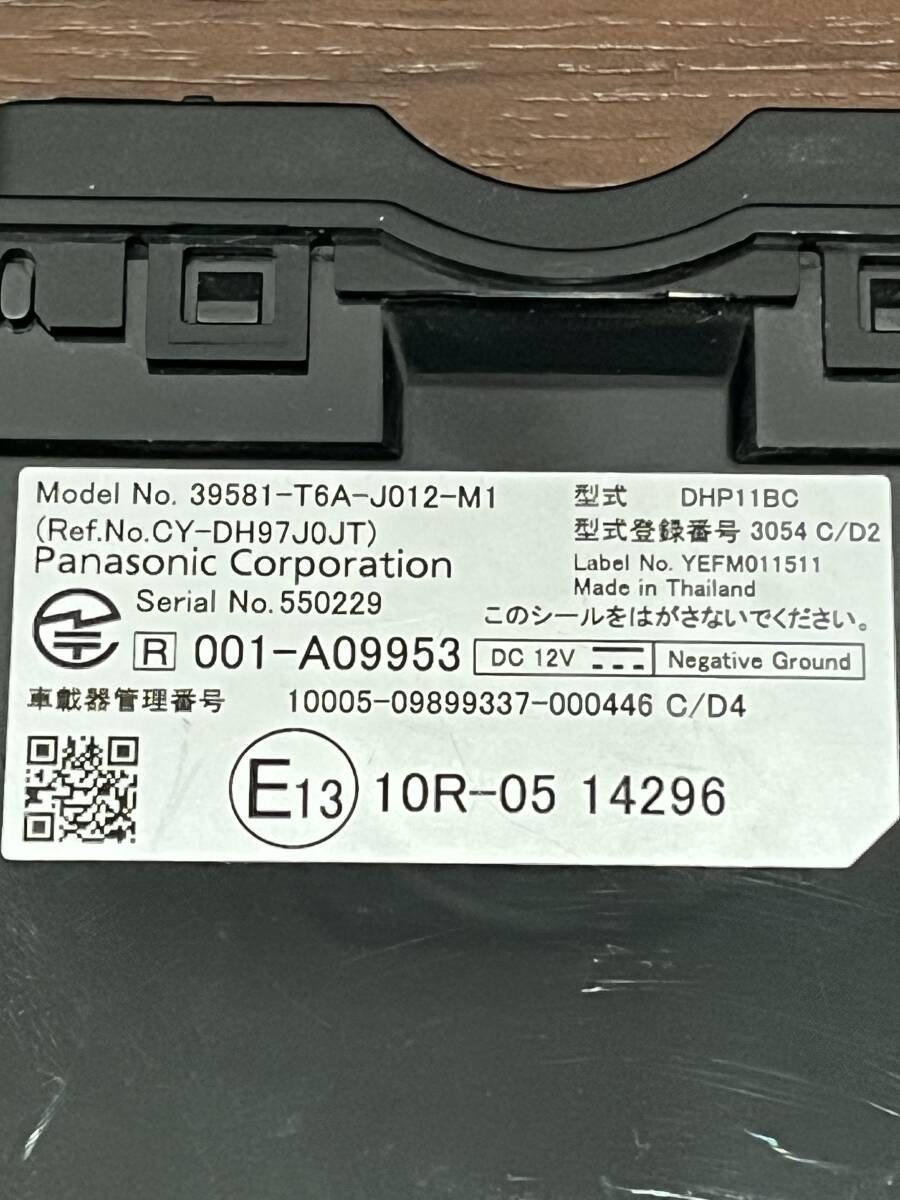 Model No. 39581-T6A-J012-M1
(Ref.No.CY-DH97J0JT)
Panasonic Corporation
Serial No. 550229
型式 DHP11BC
型式登録番号 3054 C/D2
Label No. YEFM011511
Made in Thailand
このシールをはがさないでください。
R 001-A09953
DC 12V
Negative Ground
車載器管理番号 10005-09899337-000446 C/D4
E13 10R-05 14296